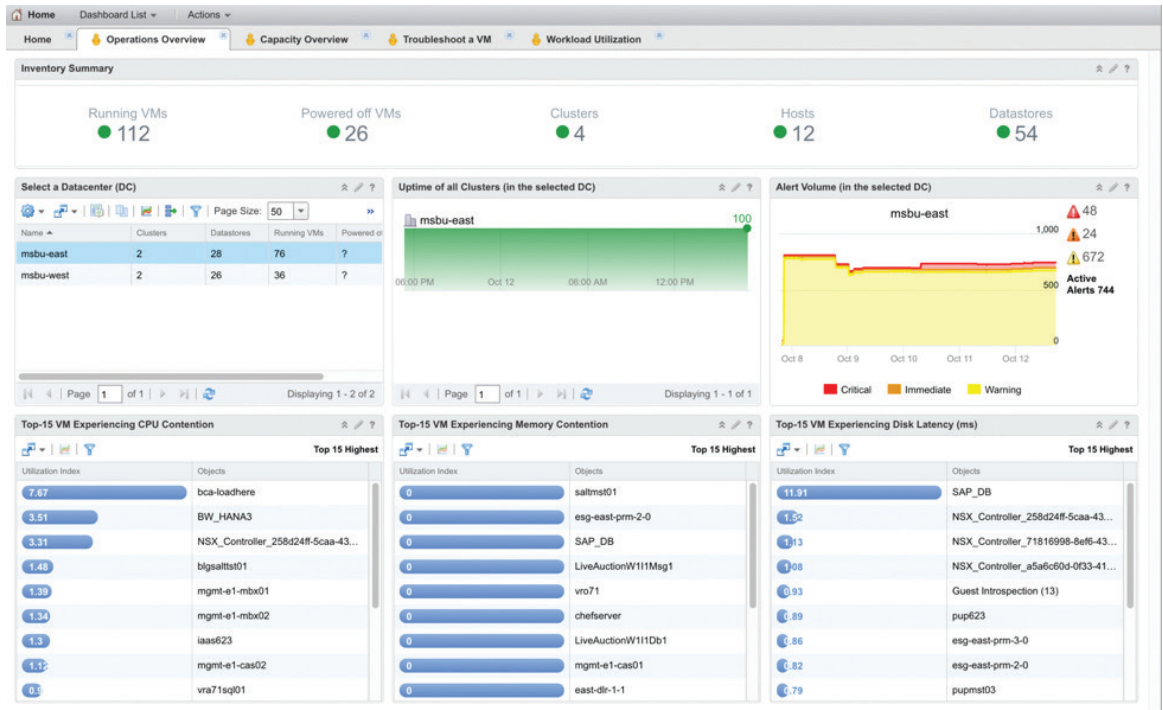 Home Dashboard List Actions
Home Operations Overview Capacity Overview Troubleshoot a VM Workload Utilization
Inventory Summary ?
Running VMs Powered off VMs Clusters Hosts Datastores
112 26 4 12 54
Select a Datacenter (DC) ?
Page Size: 50 »
Name Clusters Datastores Running VMs Powered
msbu-east 2 28 76 ?
msbu-west 2 26 36 ?
Page 1 of 1 Displaying 1 - 2 of 2
Uptime of all Clusters (in the selected DC) ?
msbu-east 100
06:00 PM Oct 12 06:00 AM 12:00 PM
Page 1 of 1 Displaying 1 - 1 of 1
Alert Volume (in the selected DC) ?
msbu-east
48
1,000
24
672
500
Active
Alerts 744
0
Oct 8 Oct 9 Oct 10 Oct 11 Oct 12
Critical Immediate Warning
Top-15 VM Experiencing CPU Contention ?
Top 15 Highest
Utilization Index Objects
7.67 bca-loadhere
3.51 BW_HANA3
3.31 NSX_Controller_258d24ff-5caa-43...
1.48 blgsalttst01
1.39 mgmt-e1-mbx01
1.34 mgmt-e1-mbx02
1.3 iaas623
mgmt-e1-cas02
vra71sql01
Top-15 VM Experiencing Memory Contention ?
Top 15 Highest
Utilization Index Objects
0 saltmst01
0 esg-east-prm-2-0
0 SAP_DB
0 LiveAuctionW1I1Msg1
0 vro71
0 chefserver
0 LiveAuctionW1I1Db1
0 mgmt-e1-cas01
0 east-dlr-1-1
Top-15 VM Experiencing Disk Latency (ms) ?
Top 15 Highest
Utilization Index Objects
11.91 SAP_DB
1.52 NSX_Controller_258d24ff-5caa-43...
1.13 NSX_Controller_71816998-8ef6-43...
1.08 NSX_Controller_a5a6c60d-0f33-41...
0.93 Guest Introspection (13)
0.89 pup623
0.86 esg-east-prm-3-0
0.82 esg-east-prm-2-0
0.79 pupmst03